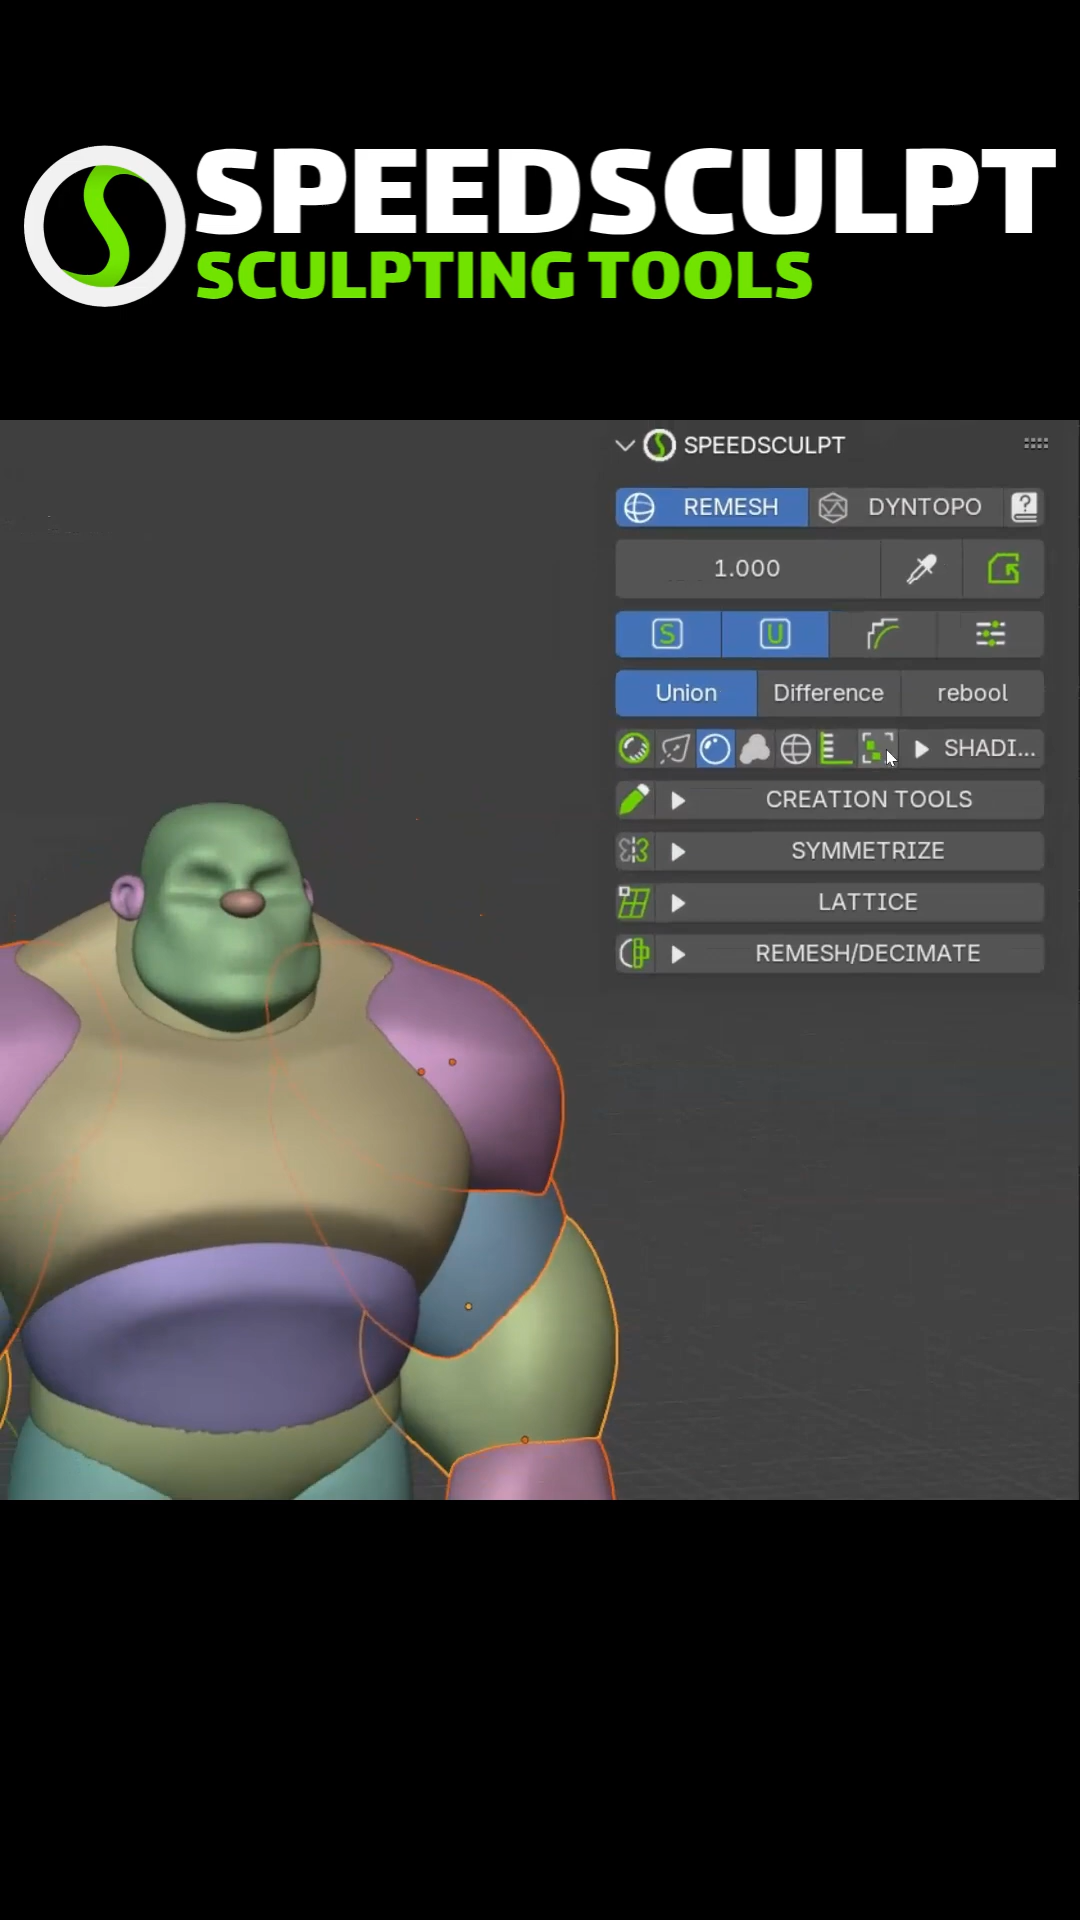 SPEEDSCULPT
SCULPTING TOOLS
SPEEDSCULPT
REMESH DYNTOPO ?
1.000
S U
Union Difference rebool
SHADI...
CREATION TOOLS
SYMMETRIZE
LATTICE
REMESH/DECIMATE